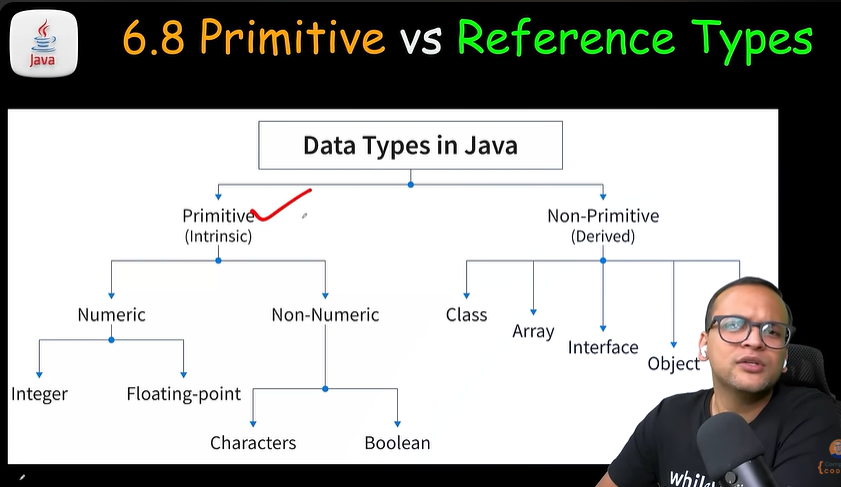 Java
6.8 Primitive vs Reference Types
Data Types in Java
Primitive
(Intrinsic)
Non-Primitive
(Derived)
Numeric
Non-Numeric
Class
Array
Interface
Object
Integer
Floating-point
Characters
Boolean